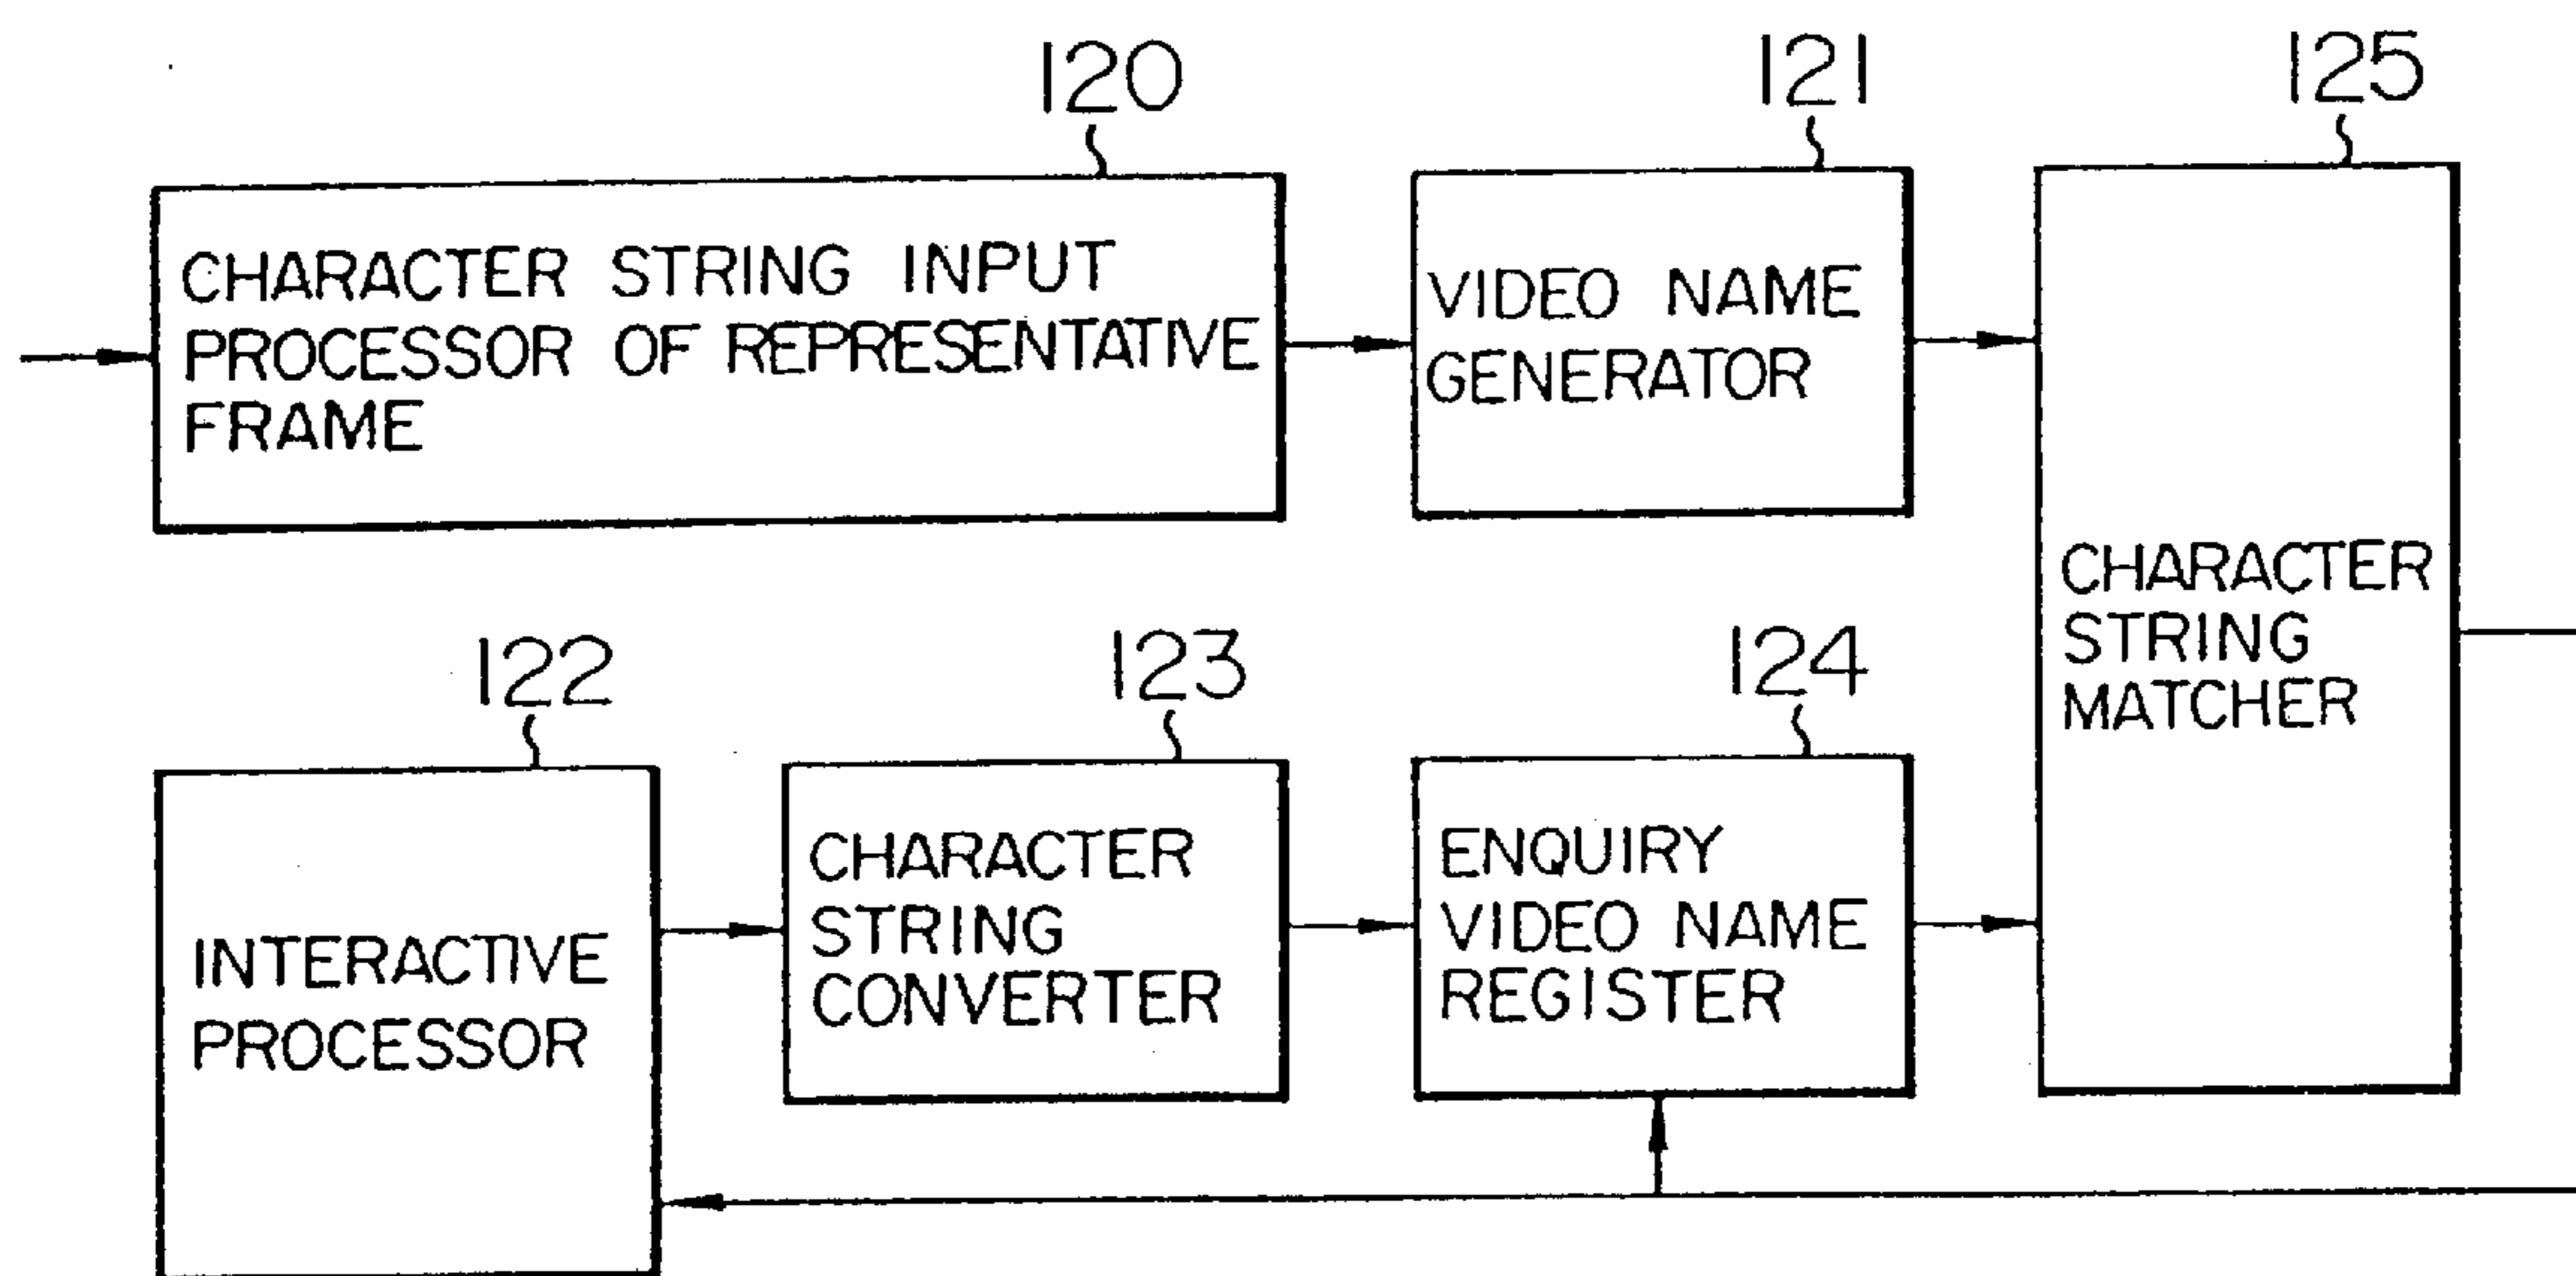 120
121
125
CHARACTER STRING INPUT
PROCESSOR OF REPRESENTATIVE
FRAME
VIDEO NAME
GENERATOR
CHARACTER
STRING
MATCHER
122
123
124
INTERACTIVE
PROCESSOR
CHARACTER
STRING
CONVERTER
ENQUIRY
VIDEO NAME
REGISTER